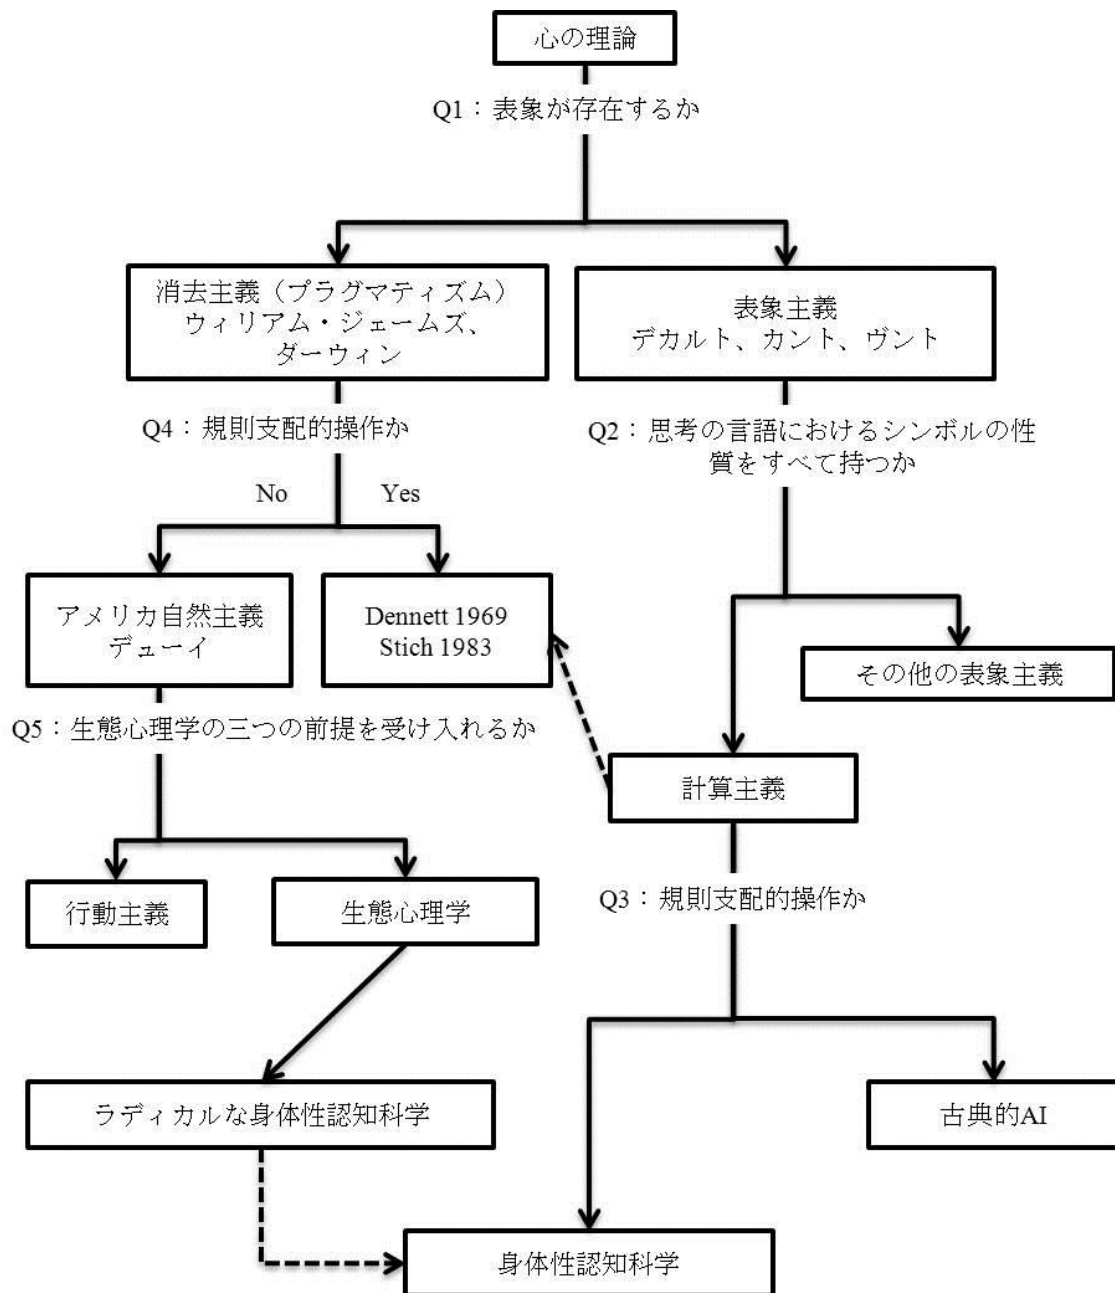 心の理論
Q1：表象が存在するか
消去主義（プラグマティズム）
ウィリアム・ジェームズ、
ダーウィン
表象主義
デカルト、カント、ヴント
Q4：規則支配的操作か
Q2：思考の言語におけるシンボルの性
質をすべて持つか
No
Yes
アメリカ自然主義
デューイ
Dennett 1969
Stich 1983
その他の表象主義
Q5：生態心理学の三つの前提を受け入れるか
計算主義
行動主義
生態心理学
Q3：規則支配的操作か
ラディカルな身体性認知科学
古典的AI
身体性認知科学